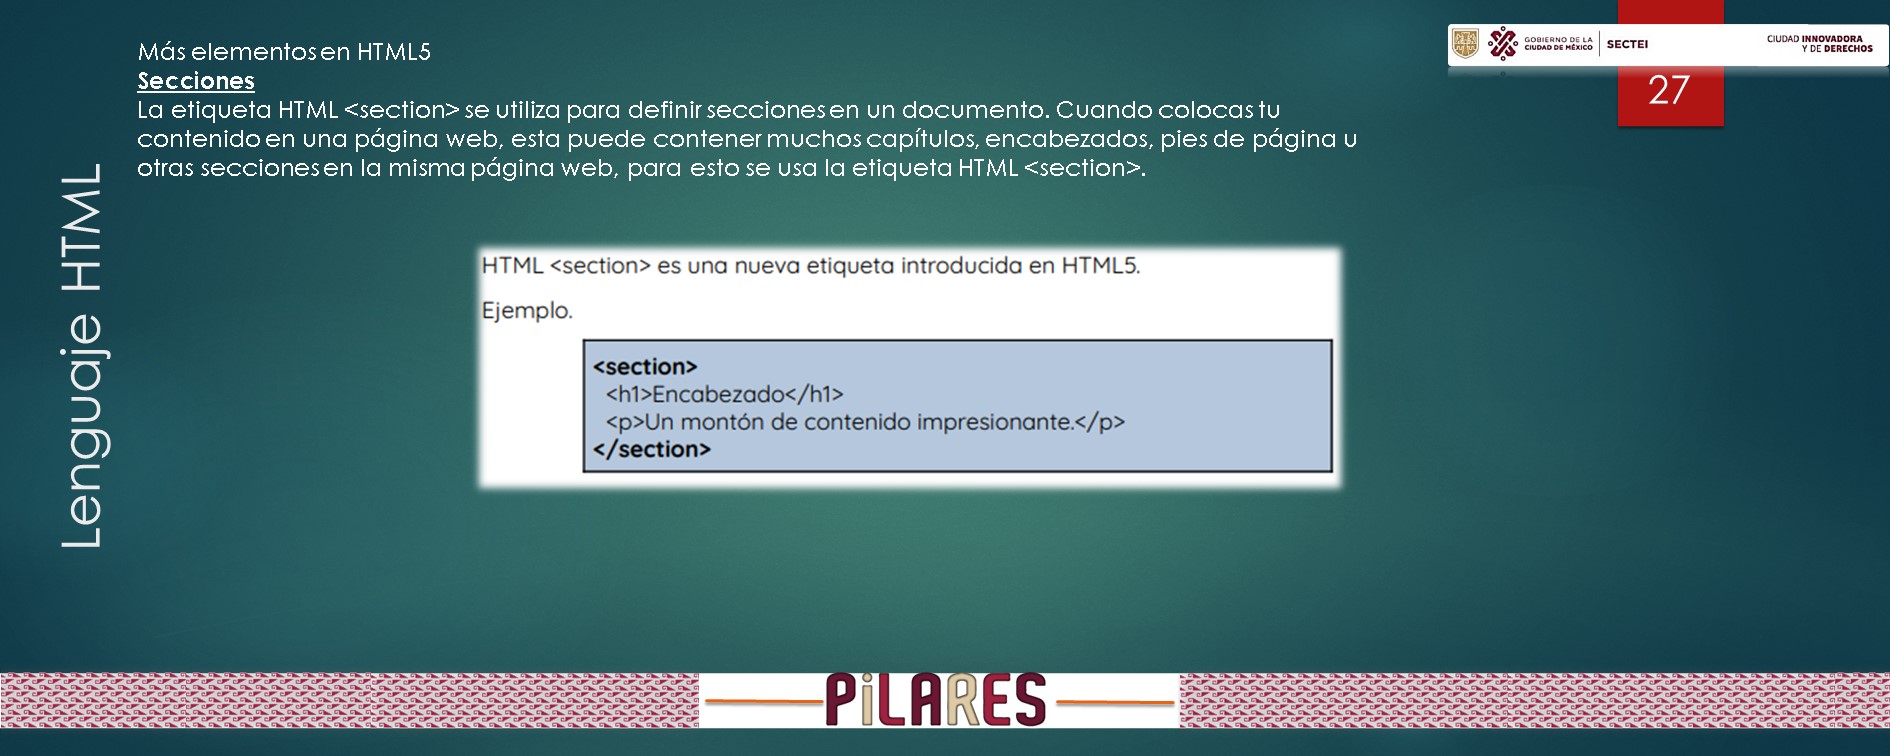 Más elementos en HTML5
Secciones
La etiqueta HTML <section> se utiliza para definir secciones en un documento. Cuando colocas tu
contenido en una página web, esta puede contener muchos capítulos, encabezados, pies de página u
otras secciones en la misma página web, para esto se usa la etiqueta HTML <section>.
GOBIERNO DE LA
CIUDAD DE MÉXICO
SECTEI
CIUDAD INNOVADORA
Y DE DERECHOS
27
Lenguaje HTML
HTML <section> es una nueva etiqueta introducida en HTML5.
Ejemplo.
<section>
<h1>Encabezado</h1>
<p>Un montón de contenido impresionante.</p>
</section>
PiLARES